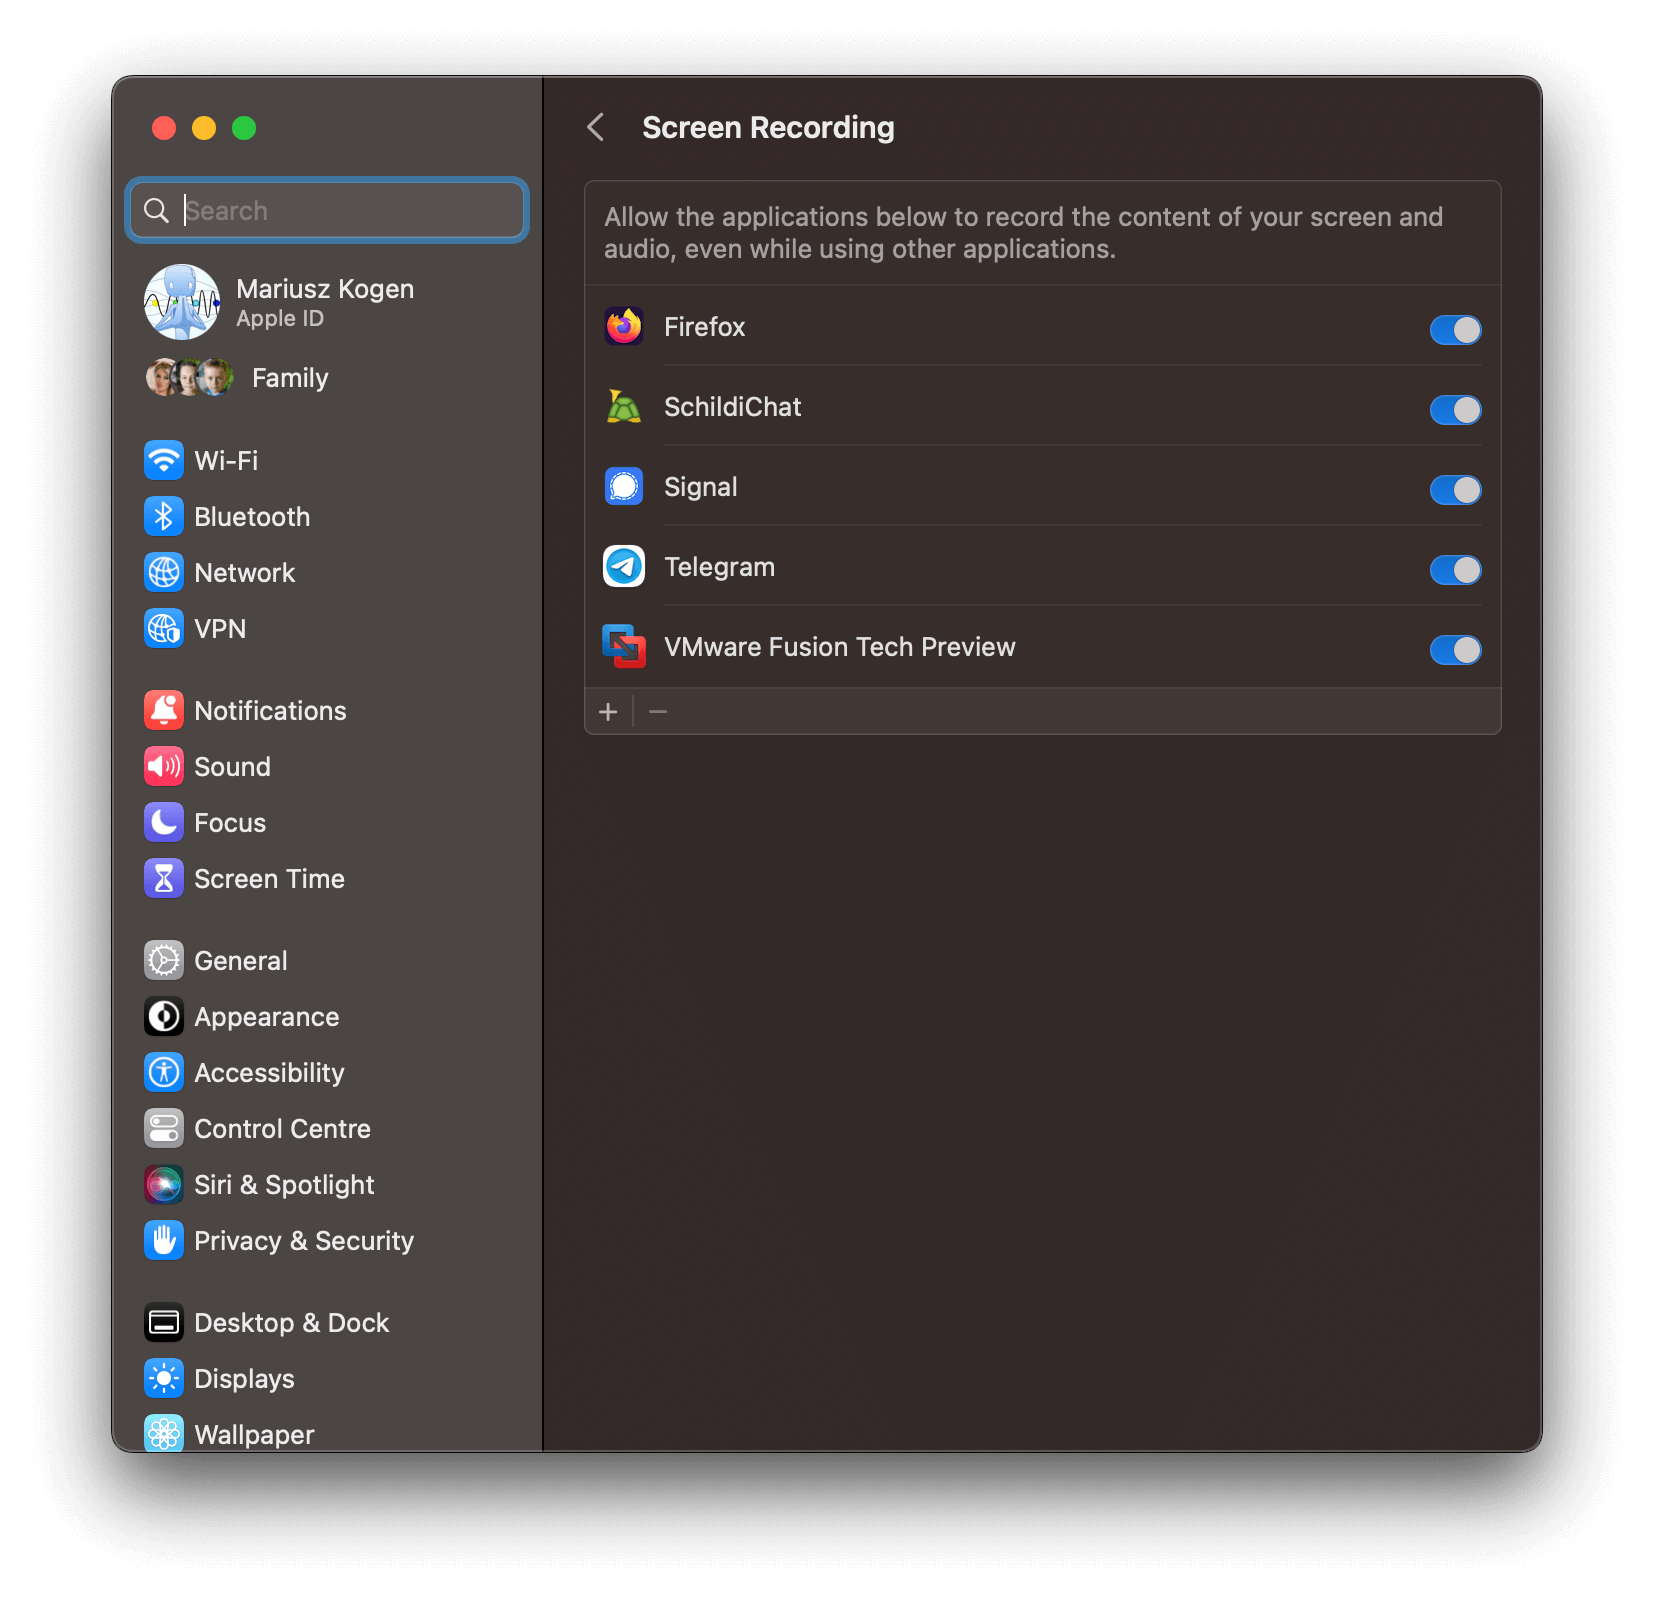 Search
Mariusz Kogen
Apple ID
Family
Wi-Fi
Bluetooth
Network
VPN
Notifications
Sound
Focus
Screen Time
General
Appearance
Accessibility
Control Centre
Siri & Spotlight
Privacy & Security
Desktop & Dock
Displays
Wallpaper
Screen Recording
Allow the applications below to record the content of your screen and
audio, even while using other applications.
Firefox
SchildiChat
Signal
Telegram
VMware Fusion Tech Preview